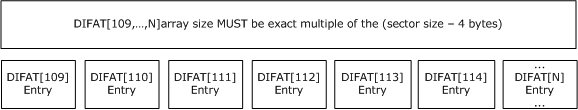 DIFAT[109,...,N]array size MUST be exact multiple of the (sector size – 4 bytes)
DIFAT[109]
Entry
DIFAT[110]
Entry
DIFAT[111]
Entry
DIFAT[112]
Entry
DIFAT[113]
Entry
DIFAT[114]
Entry
...
DIFAT[N]
Entry
...